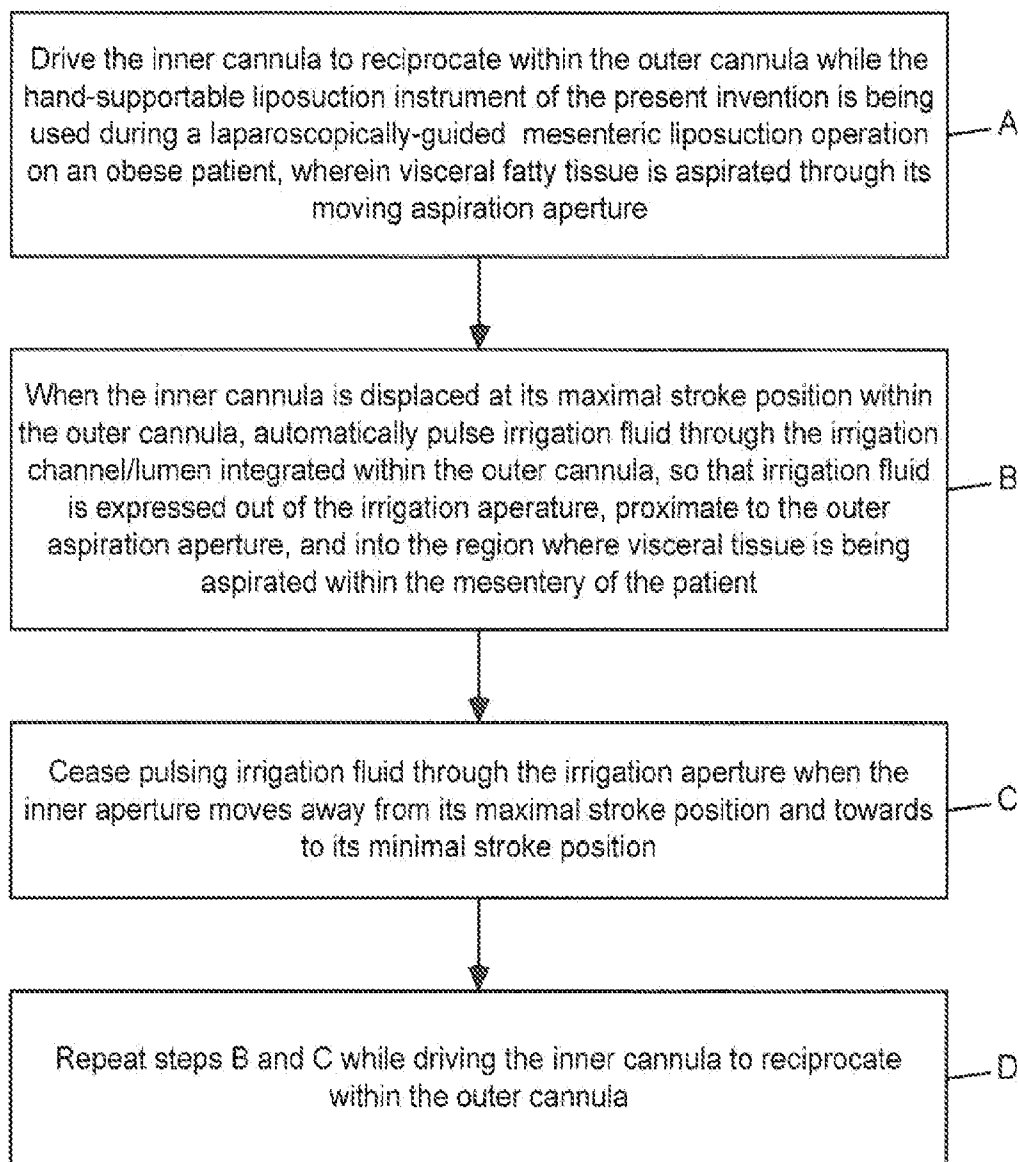 Drive the inner cannula to reciprocate within the outer cannula while the
hand-supportable liposuction instrument of the present invention is being
used during a laparoscopically-guided mesenteric liposuction operation
on an obese patient, wherein visceral fatty tissue is aspirated through its
moving aspiration aperture
A
When the inner cannula is displaced at its maximal stroke position within
the outer cannula, automatically pulse irrigation fluid through the irrigation
channel/lumen integrated within the outer cannula, so that irrigation fluid
is expressed out of the irrigation aperature, proximate to the outer
aspiration aperture, and into the region where visceral tissue is being
aspirated within the mesentery of the patient
B
Cease pulsing irrigation fluid through the irrigation aperture when the
inner aperture moves away from its maximal stroke position and towards
to its minimal stroke position
C
Repeat steps B and C while driving the inner cannula to reciprocate
within the outer cannula
D